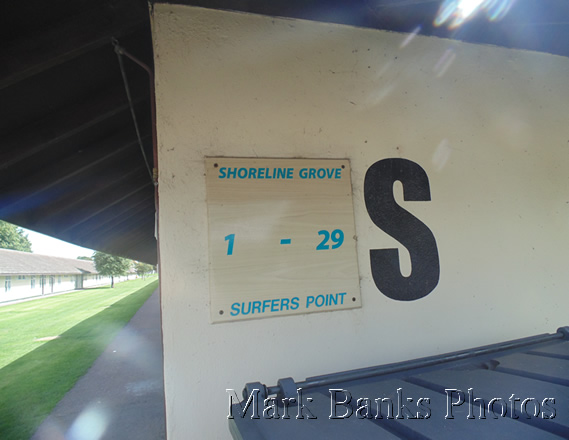 SHORELINE GROVE
1 - 29
SURFERS POINT
S
Mark Banks Photos